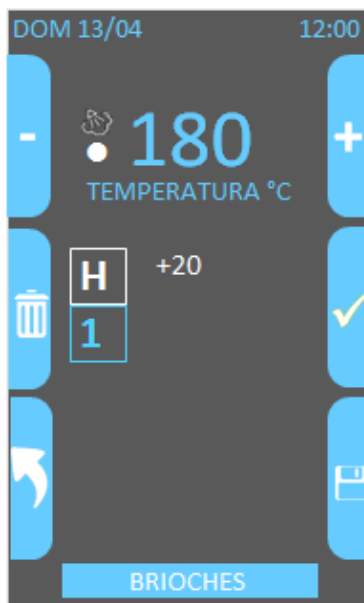 DOM 13/04 12:00
- 180 +
TEMPERATURA °C
H +20
1
BRIOCHES